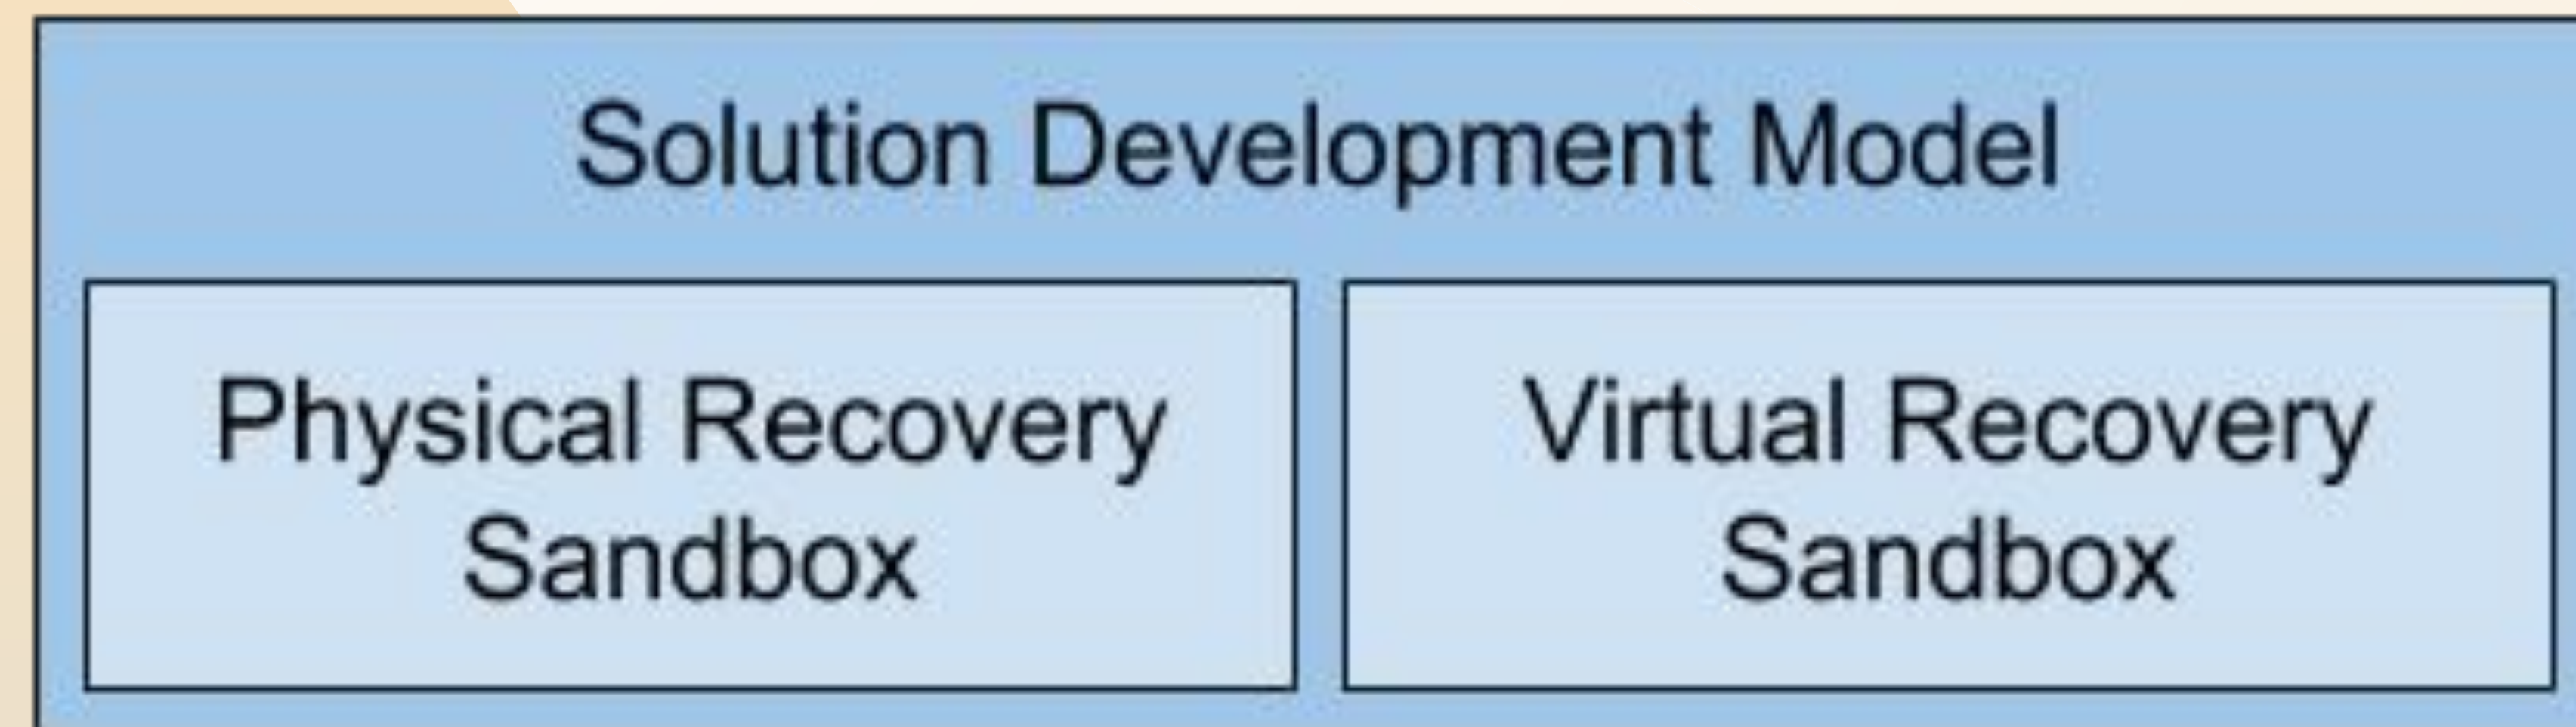 Solution Development Model
Physical Recovery
Sandbox
Virtual Recovery
Sandbox